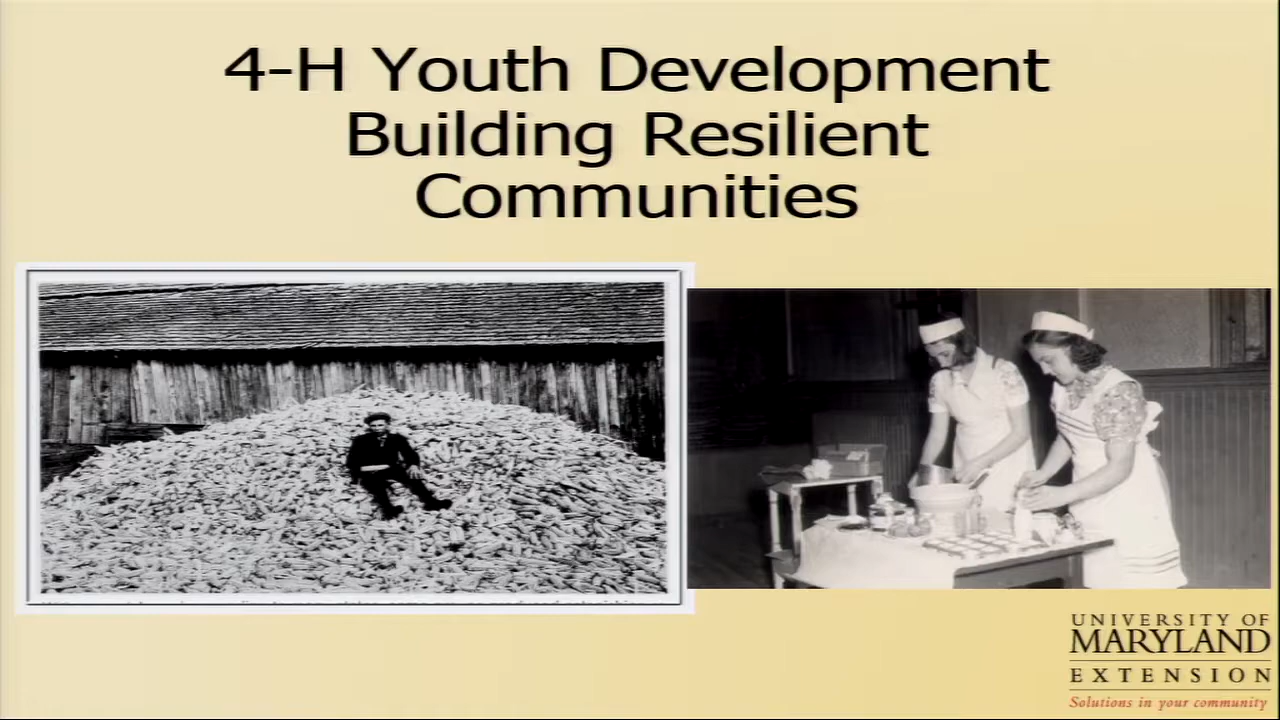 4-H Youth Development
Building Resilient
Communities
UNIVERSITY OF
MARYLAND
EXTENSION
Solutions in your community